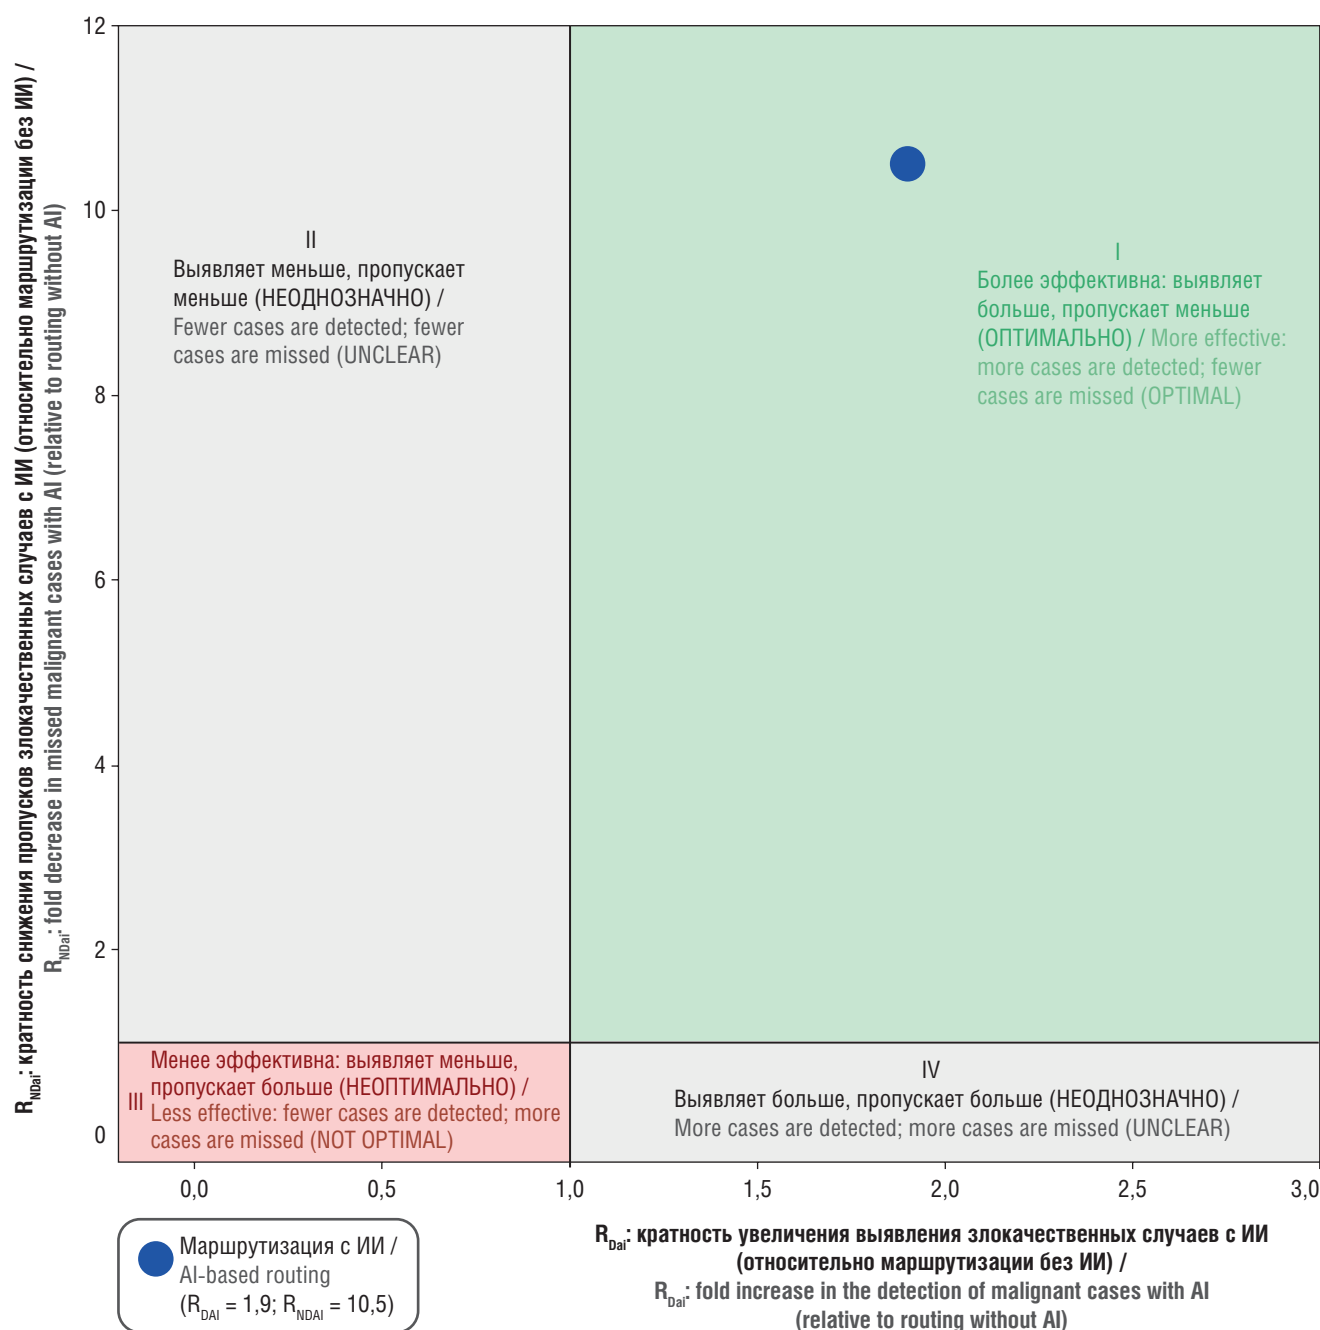 R_NDai: кратность снижения пропусков злокачественных случаев с ИИ (относительно маршрутизации без ИИ) /
R_NDai: fold decrease in missed malignant cases with AI (relative to routing without AI)
12
10
8
6
4
2
0
II
Выявляет меньше, пропускает
меньше (НЕОДНОЗНАЧНО) /
Fewer cases are detected; fewer
cases are missed (UNCLEAR)
I
Более эффективна: выявляет
больше, пропускает меньше
(ОПТИМАЛЬНО) / More effective:
more cases are detected; fewer
cases are missed (OPTIMAL)
III
Менее эффективна: выявляет меньше,
пропускает больше (НЕОПТИМАЛЬНО) /
Less effective: fewer cases are detected; more
cases are missed (NOT OPTIMAL)
IV
Выявляет больше, пропускает больше (НЕОДНОЗНАЧНО) /
More cases are detected; more cases are missed (UNCLEAR)
0,0 0,5 1,0 1,5 2,0 2,5 3,0
Маршрутизация с ИИ /
AI-based routing
(R_DAI = 1,9; R_NDAI = 10,5)
R_Dai: кратность увеличения выявления злокачественных случаев с ИИ
(относительно маршрутизации без ИИ) /
R_Dai: fold increase in the detection of malignant cases with AI
(relative to routing without AI)